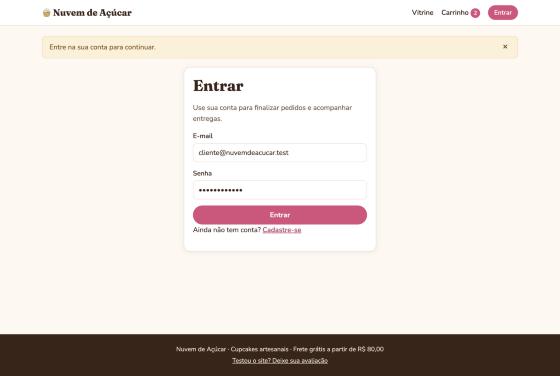 Nuvem de Açúcar
Vitrine Carrinho 2 Entrar
Entre na sua conta para continuar. ×
Entrar
Use sua conta para finalizar pedidos e acompanhar
entregas.
E-mail
cliente@nuvemdeacucar.test
Senha
••••••••••••
Entrar
Ainda não tem conta? Cadastre-se
Nuvem de Açúcar · Cupcakes artesanais · Frete grátis a partir de R$ 80,00
Testou o site? Deixe sua avaliação